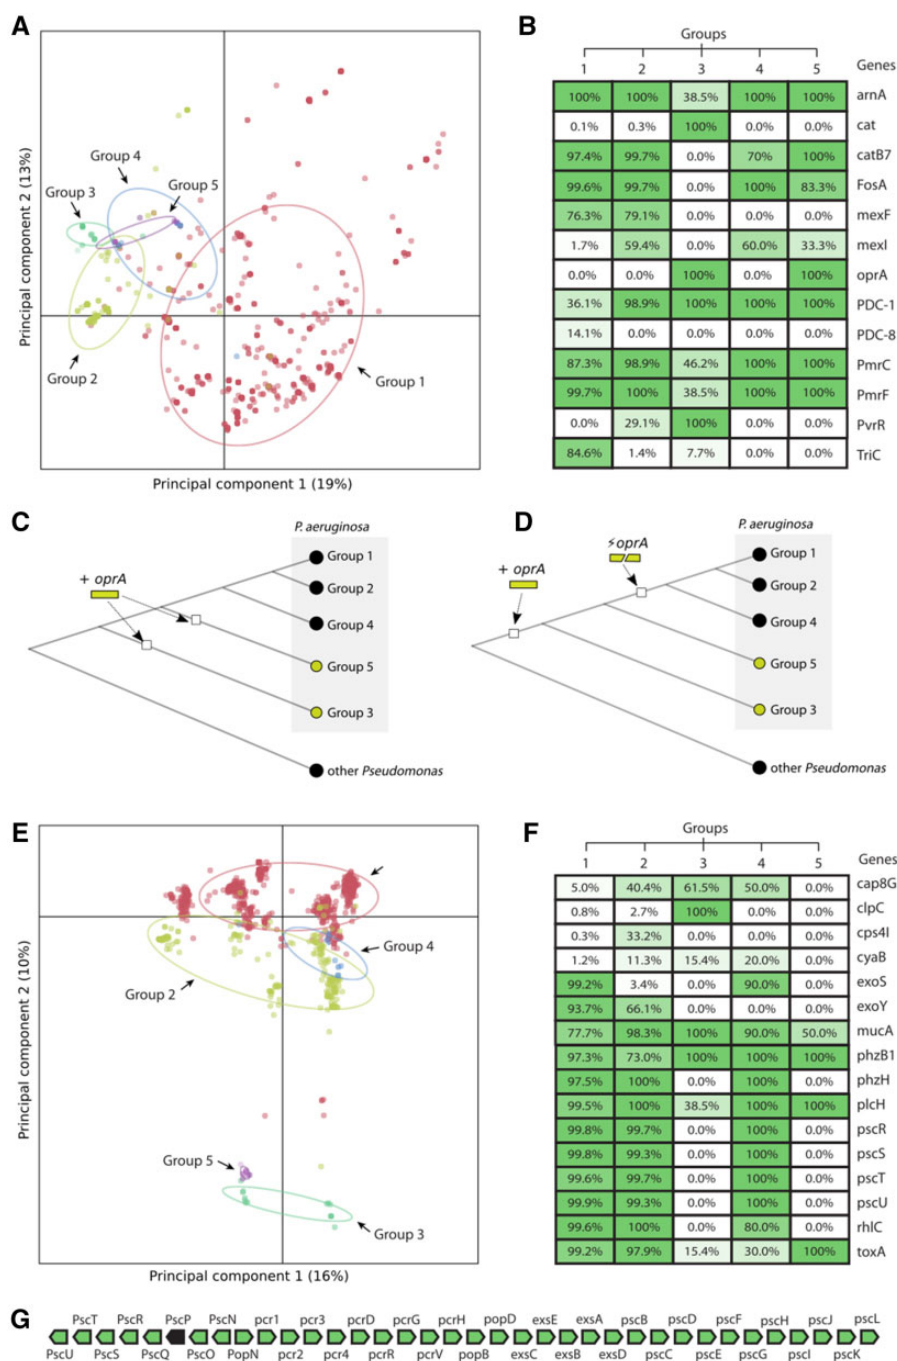 A
Principal component 2 (13%)
Group 4
Group 3
Group 5
Group 2
Group 1
Principal component 1 (19%)
B
Groups
1 2 3 4 5 Genes
100% 100% 38.5% 100% 100% arnA
0.1% 0.3% 100% 0.0% 0.0% cat
97.4% 99.7% 0.0% 70% 100% catB7
99.6% 99.7% 0.0% 100% 83.3% FosA
76.3% 79.1% 0.0% 0.0% 0.0% mexF
1.7% 59.4% 0.0% 60.0% 33.3% mexI
0.0% 0.0% 100% 0.0% 100% oprA
36.1% 98.9% 100% 100% 100% PDC-1
14.1% 0.0% 0.0% 0.0% 0.0% PDC-8
87.3% 98.9% 46.2% 100% 100% PmrC
99.7% 100% 38.5% 100% 100% PmrF
0.0% 29.1% 100% 0.0% 0.0% PvrR
84.6% 1.4% 7.7% 0.0% 0.0% TriC
C
P. aeruginosa
+ oprA
Group 1
Group 2
Group 4
Group 5
Group 3
other Pseudomonas
D
P. aeruginosa
oprA
+ oprA
Group 1
Group 2
Group 4
Group 5
Group 3
other Pseudomonas
E
Principal component 2 (10%)
Group 4
Group 2
Group 5
Group 3
Principal component 1 (16%)
F
Groups
1 2 3 4 5 Genes
5.0% 40.4% 61.5% 50.0% 0.0% cap8G
0.8% 2.7% 100% 0.0% 0.0% clpC
0.3% 33.2% 0.0% 0.0% 0.0% cps4I
1.2% 11.3% 15.4% 20.0% 0.0% cyaB
99.2% 3.4% 0.0% 90.0% 0.0% exoS
93.7% 66.1% 0.0% 0.0% 0.0% exoY
77.7% 98.3% 100% 90.0% 50.0% mucA
97.3% 73.0% 100% 100% 100% phzB1
97.5% 100% 0.0% 100% 0.0% phzH
99.5% 100% 38.5% 100% 100% plcH
99.8% 99.7% 0.0% 100% 0.0% pscR
99.8% 99.3% 0.0% 100% 0.0% pscS
99.6% 99.7% 0.0% 100% 0.0% pscT
99.9% 99.3% 0.0% 100% 0.0% pscU
99.6% 100% 0.0% 80.0% 0.0% rhlC
99.2% 97.9% 15.4% 30.0% 100% toxA
G
PscT PscR PscP PscN pcr1 pcr3 pcrD pcrG pcrH popD exsE exsA pscB pscD pscF pscH pscJ pscL
PscU PscS PscQ PscO PopN pcr2 pcr4 pcrR pcrV popB exsC exsB exsD pscC pscE pscG pscI pscK